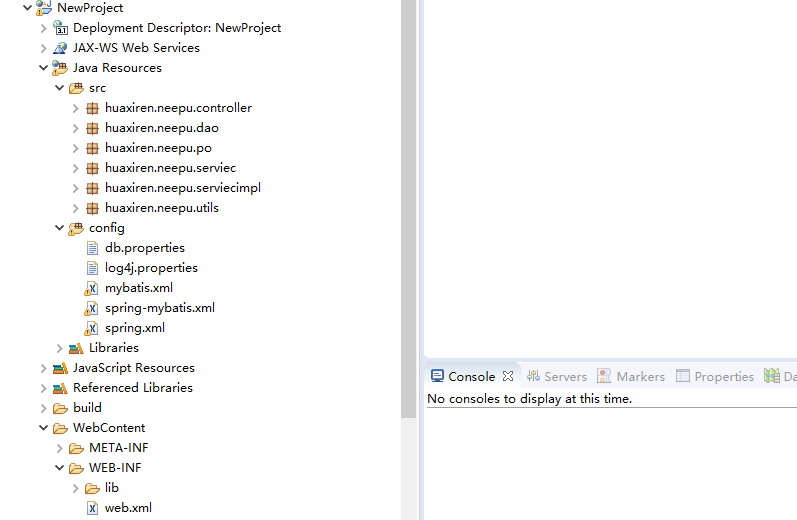 NewProject
Deployment Descriptor: NewProject
3.1
JAX-WS Web Services
Java Resources
src
huaxiren.neepu.controller
huaxiren.neepu.dao
huaxiren.neepu.po
huaxiren.neepu.serviec
huaxiren.neepu.serviecimpl
huaxiren.neepu.utils
config
db.properties
log4j.properties
mybatis.xml
spring-mybatis.xml
spring.xml
Libraries
JavaScript Resources
Referenced Libraries
build
WebContent
META-INF
WEB-INF
lib
web.xml
Console Servers Markers Properties Da
No consoles to display at this time.